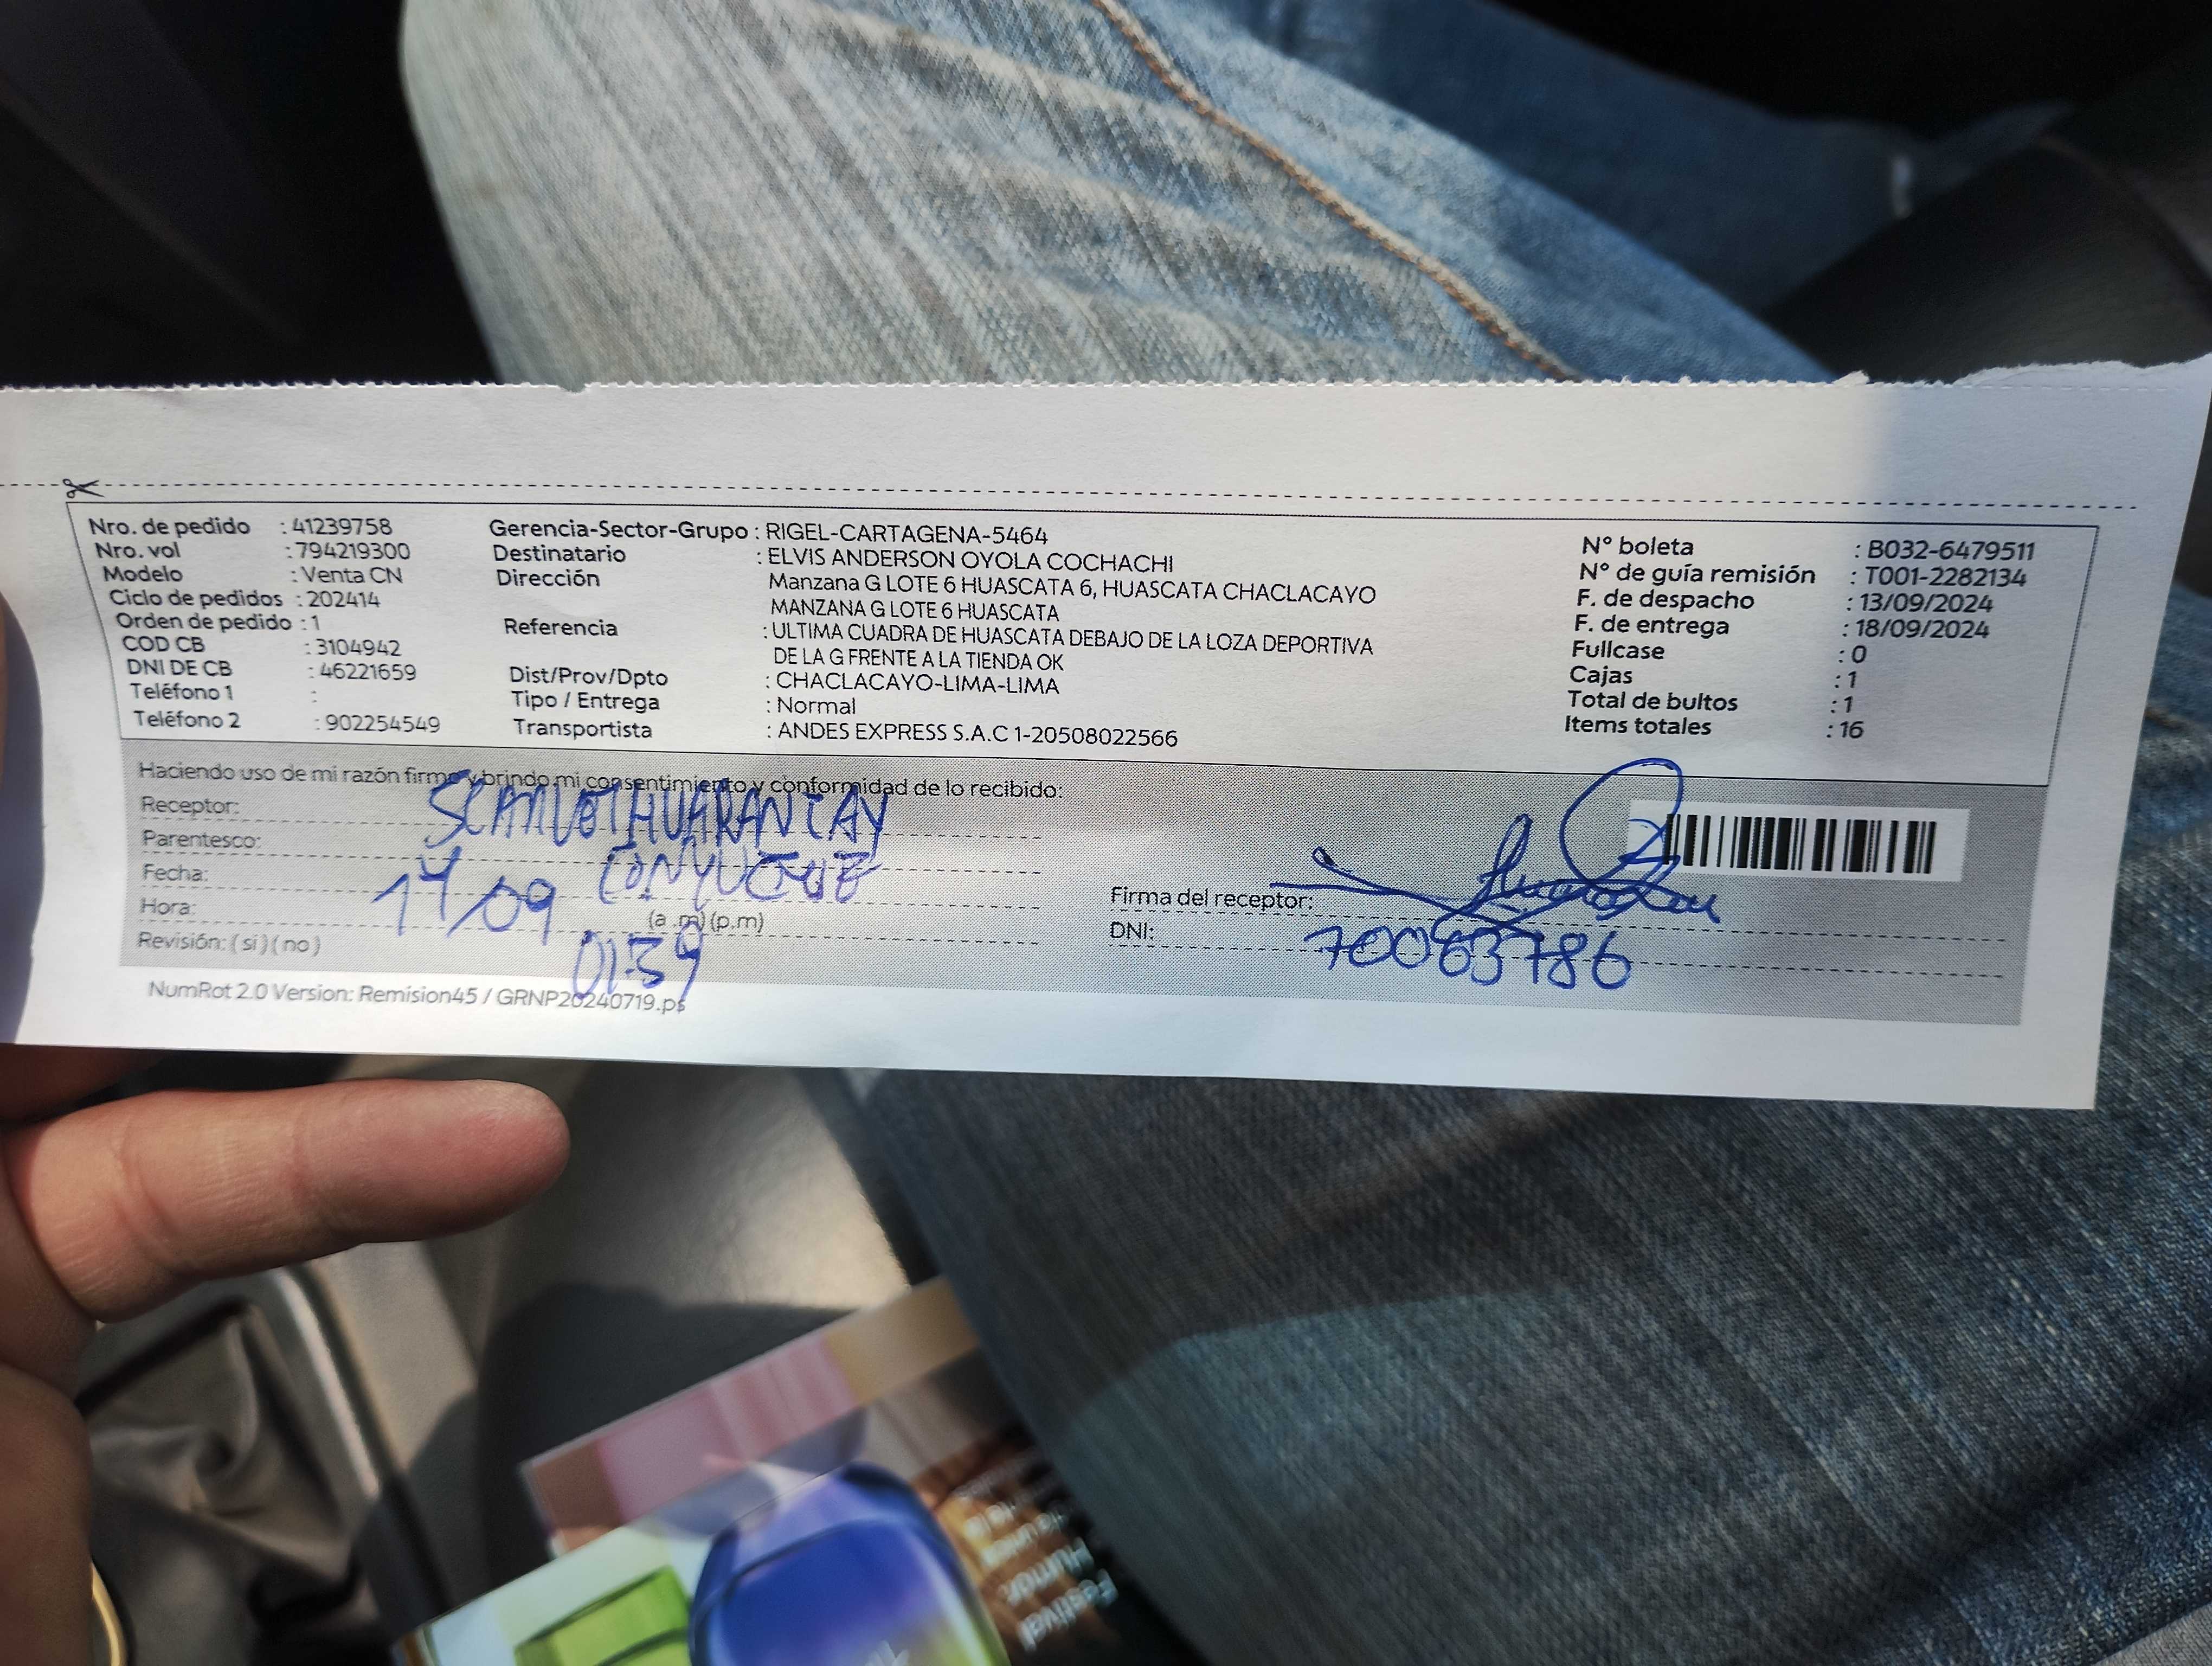 Nro. de pedido : 41239758
Nro. vol : 794219300
Modelo : Venta CN
Ciclo de pedidos : 202414
Orden de pedido : 1
COD CB : 3104942
DNI DE CB : 46221659
Teléfono 1 :
Teléfono 2 : 902254549
Gerencia-Sector-Grupo : RIGEL-CARTAGENA-5464
Destinatario : ELVIS ANDERSON OYOLA COCHACHI
Dirección Manzana G LOTE 6 HUASCATA 6, HUASCATA CHACLACAYO
MANZANA G LOTE 6 HUASCATA
Referencia : ULTIMA CUADRA DE HUASCATA DEBAJO DE LA LOZA DEPORTIVA
DE LA G FRENTE A LA TIENDA OK
Dist/Prov/Dpto : CHACLACAYO-LIMA-LIMA
Tipo / Entrega : Normal
Transportista : ANDES EXPRESS S.A.C 1-20508022566
N° boleta : B032-6479511
N° de guía remisión : T001-2282134
F. de despacho : 13/09/2024
F. de entrega : 18/09/2024
Fullcase : 0
Cajas : 1
Total de bultos : 1
Items totales : 16
Haciendo uso de mi razón firmo y brindo mi consentimiento y conformidad de lo recibido:
Receptor: HUARANCAY
Parentesco: CONYUGUE
Fecha: 14/09
Hora: (a .m) (p.m)
01:39
Revisión: ( si ) ( no )
Firma del receptor:
DNI: 70063786
NumRot 2.0 Version: Remision45 / GRNP20240719.ps
Festival
Humor